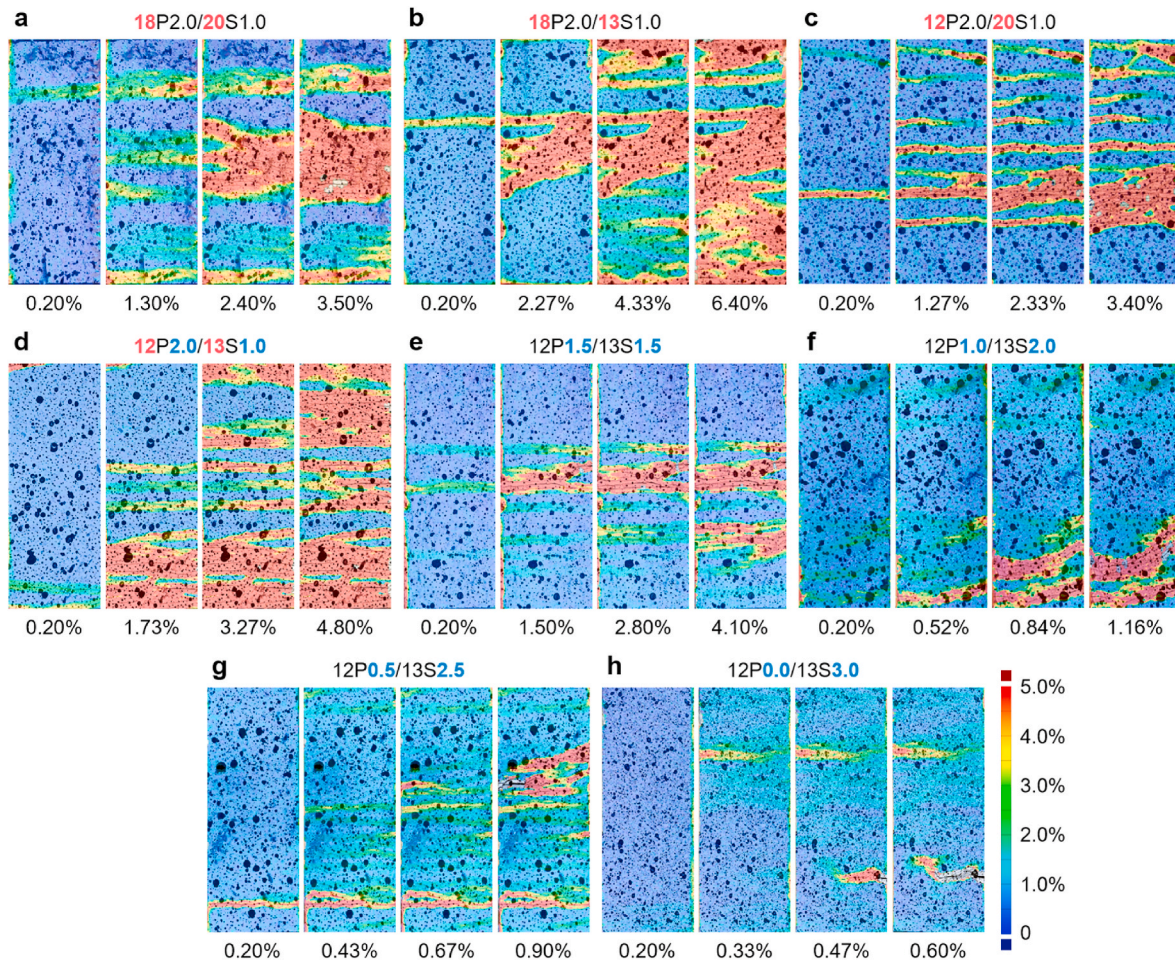 a
18P2.0/20S1.0
0.20% 1.30% 2.40% 3.50%
b
18P2.0/13S1.0
0.20% 2.27% 4.33% 6.40%
c
12P2.0/20S1.0
0.20% 1.27% 2.33% 3.40%
d
12P2.0/13S1.0
0.20% 1.73% 3.27% 4.80%
e
12P1.5/13S1.5
0.20% 1.50% 2.80% 4.10%
f
12P1.0/13S2.0
0.20% 0.52% 0.84% 1.16%
g
12P0.5/13S2.5
0.20% 0.43% 0.67% 0.90%
h
12P0.0/13S3.0
0.20% 0.33% 0.47% 0.60%
5.0%
4.0%
3.0%
2.0%
1.0%
0